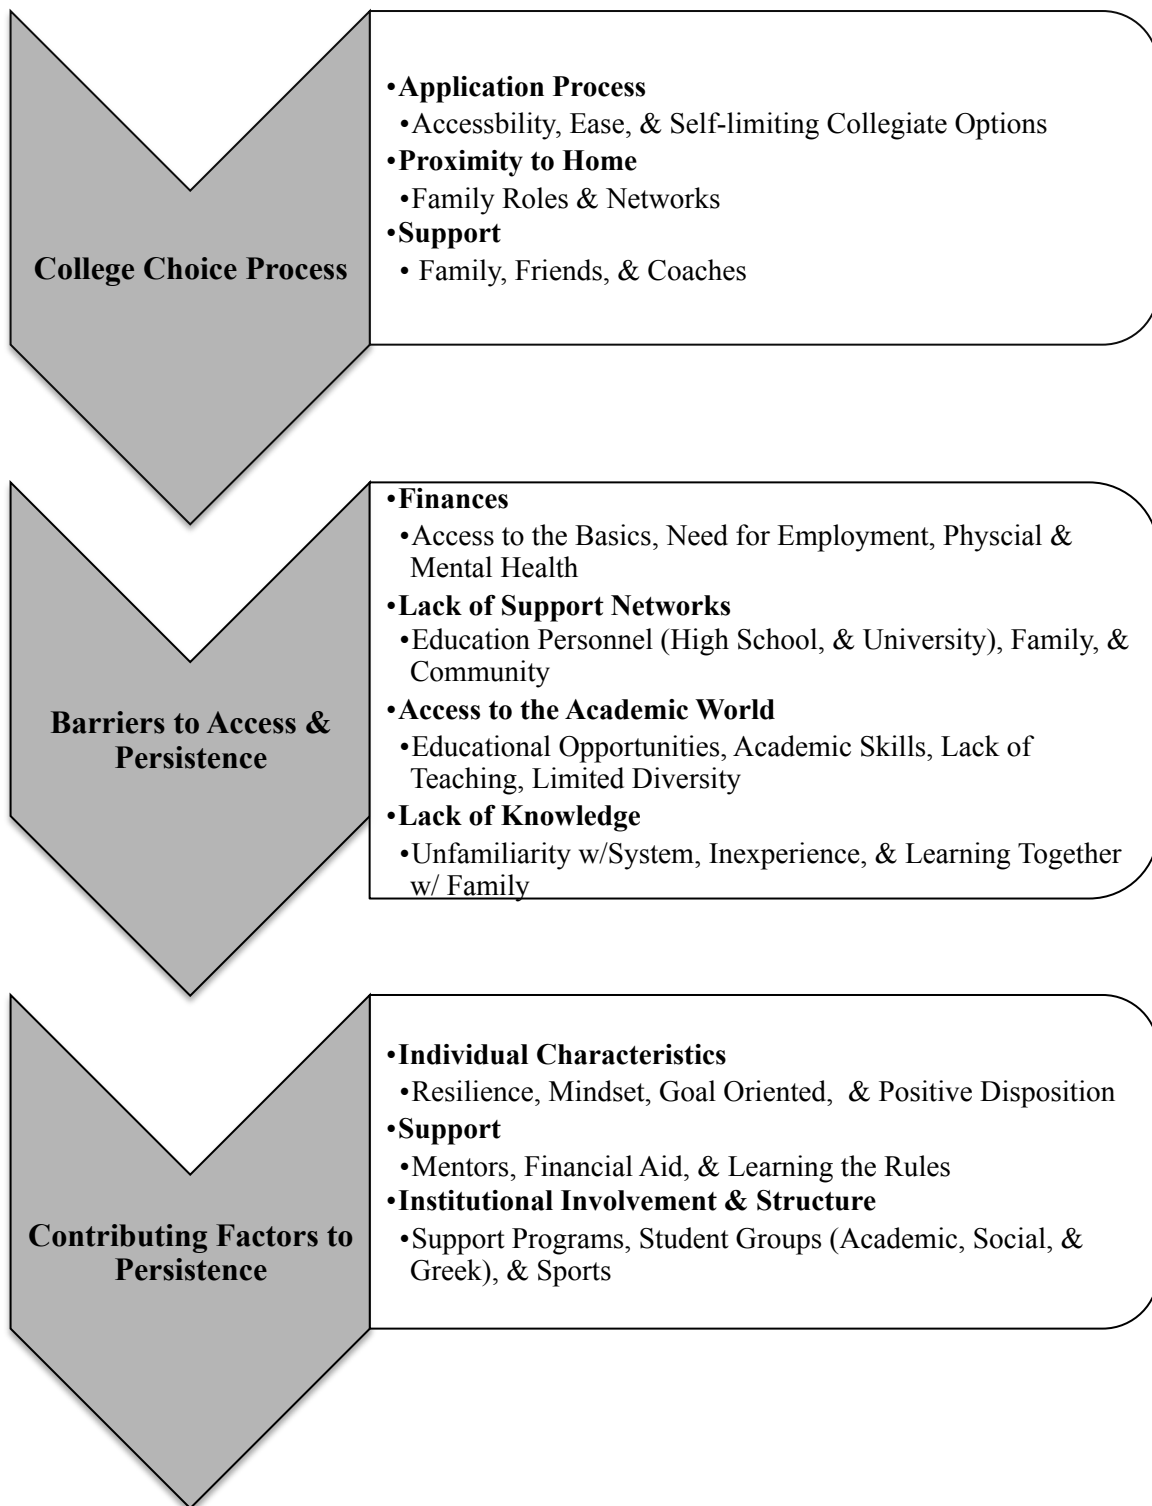 College Choice Process
•Application Process
•Accessbility, Ease, & Self-limiting Collegiate Options
•Proximity to Home
•Family Roles & Networks
•Support
• Family, Friends, & Coaches
Barriers to Access &
Persistence
•Finances
•Access to the Basics, Need for Employment, Physcial &
Mental Health
•Lack of Support Networks
•Education Personnel (High School, & University), Family, &
Community
•Access to the Academic World
•Educational Opportunities, Academic Skills, Lack of
Teaching, Limited Diversity
•Lack of Knowledge
•Unfamiliarity w/System, Inexperience, & Learning Together
w/ Family
Contributing Factors to
Persistence
•Individual Characteristics
•Resilience, Mindset, Goal Oriented,  & Positive Disposition
•Support
•Mentors, Financial Aid, & Learning the Rules
•Institutional Involvement & Structure
•Support Programs, Student Groups (Academic, Social, &
Greek), & Sports